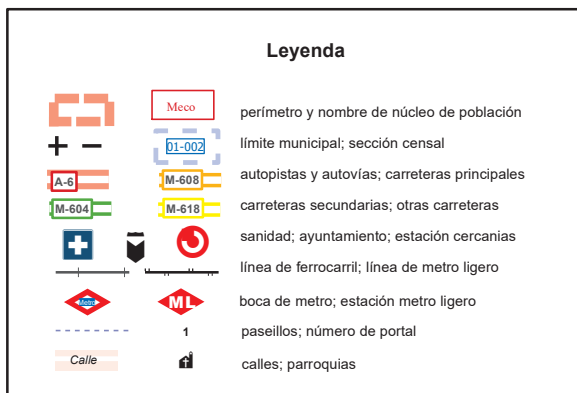 Leyenda
Meco
perímetro y nombre de núcleo de población
01-002
límite municipal; sección censal
A-6 M-608
autopistas y autovías; carreteras principales
M-604 M-618
carreteras secundarias; otras carreteras
sanidad; ayuntamiento; estación cercanias
línea de ferrocarril; línea de metro ligero
Metro ML
boca de metro; estación metro ligero
1
paseillos; número de portal
Calle
calles; parroquias